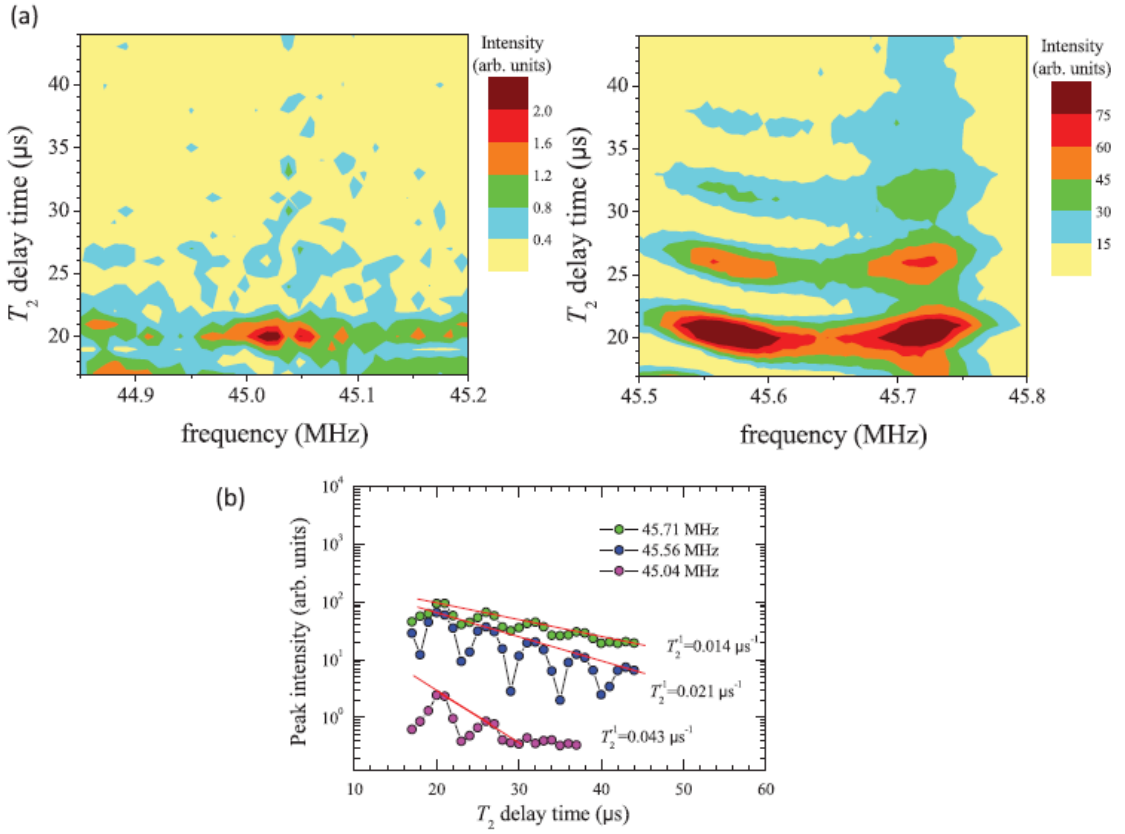 (a)
Intensity
(arb. units)
2.0
1.6
1.2
0.8
0.4
T2 delay time (μs)
40
35
30
25
20
44.9
45.0
45.1
45.2
frequency (MHz)
Intensity
(arb. units)
75
60
45
30
15
T2 delay time (μs)
40
35
30
25
20
45.5
45.6
45.7
45.8
frequency (MHz)
(b)
Peak intensity (arb. units)
10^4
10^3
10^2
10^1
10^0
45.71 MHz
45.56 MHz
45.04 MHz
T2^-1=0.014 μs^-1
T2^-1=0.021 μs^-1
T2^-1=0.043 μs^-1
10
20
30
40
50
60
T2 delay time (μs)